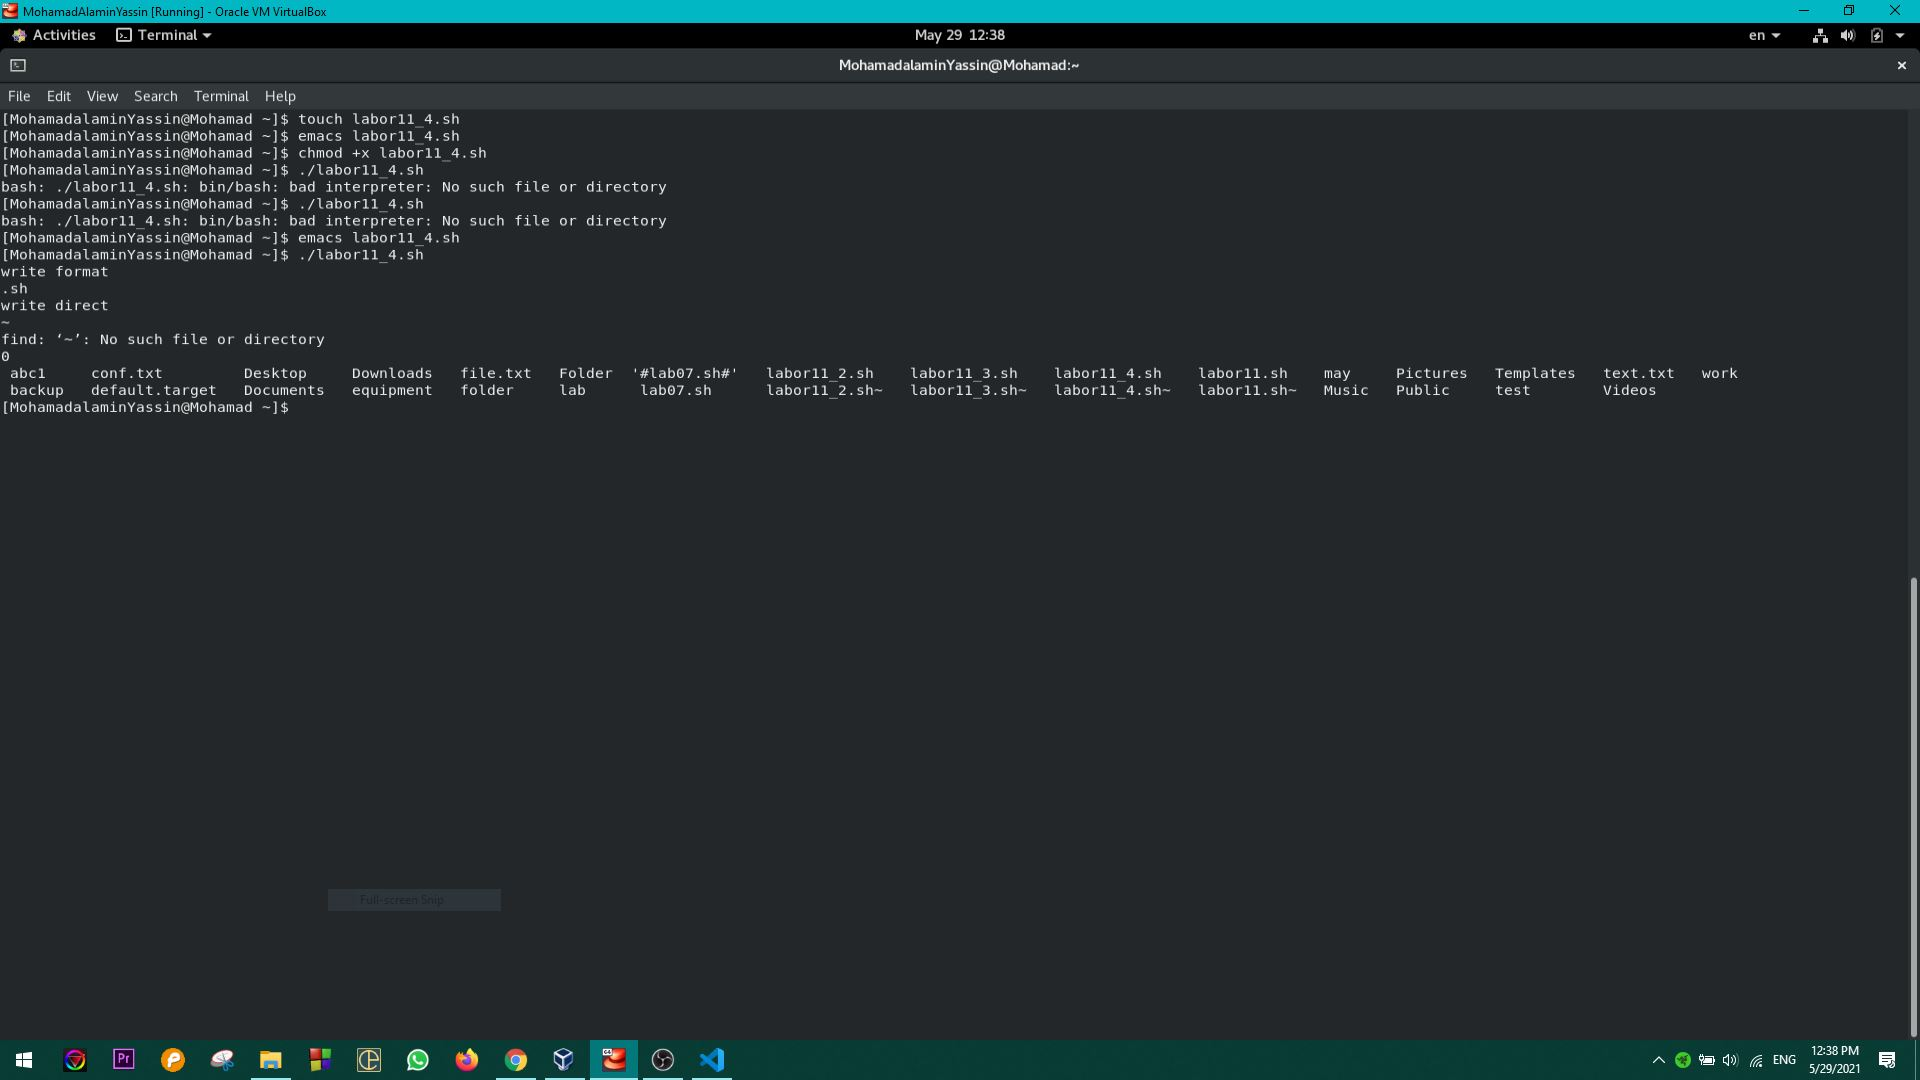 MohamadAlaminYassin [Running] - Oracle VM VirtualBox
Activities Terminal May 29 12:38 en
MohamadalaminYassin@Mohamad:~
File Edit View Search Terminal Help
[MohamadalaminYassin@Mohamad ~]$ touch labor11_4.sh
[MohamadalaminYassin@Mohamad ~]$ emacs labor11_4.sh
[MohamadalaminYassin@Mohamad ~]$ chmod +x labor11_4.sh
[MohamadalaminYassin@Mohamad ~]$ ./labor11_4.sh
bash: ./labor11_4.sh: bin/bash: bad interpreter: No such file or directory
[MohamadalaminYassin@Mohamad ~]$ ./labor11_4.sh
bash: ./labor11_4.sh: bin/bash: bad interpreter: No such file or directory
[MohamadalaminYassin@Mohamad ~]$ emacs labor11_4.sh
[MohamadalaminYassin@Mohamad ~]$ ./labor11_4.sh
write format
.sh
write direct
~
find: ‘~’: No such file or directory
0
abc1 conf.txt Desktop Downloads file.txt Folder '#lab07.sh#' labor11_2.sh labor11_3.sh labor11_4.sh labor11.sh may Pictures Templates text.txt work
backup default.target Documents equipment folder lab lab07.sh labor11_2.sh~ labor11_3.sh~ labor11_4.sh~ labor11.sh~ Music Public test Videos
[MohamadalaminYassin@Mohamad ~]$
Full-screen Snip
Pr
ENG
12:38 PM
5/29/2021